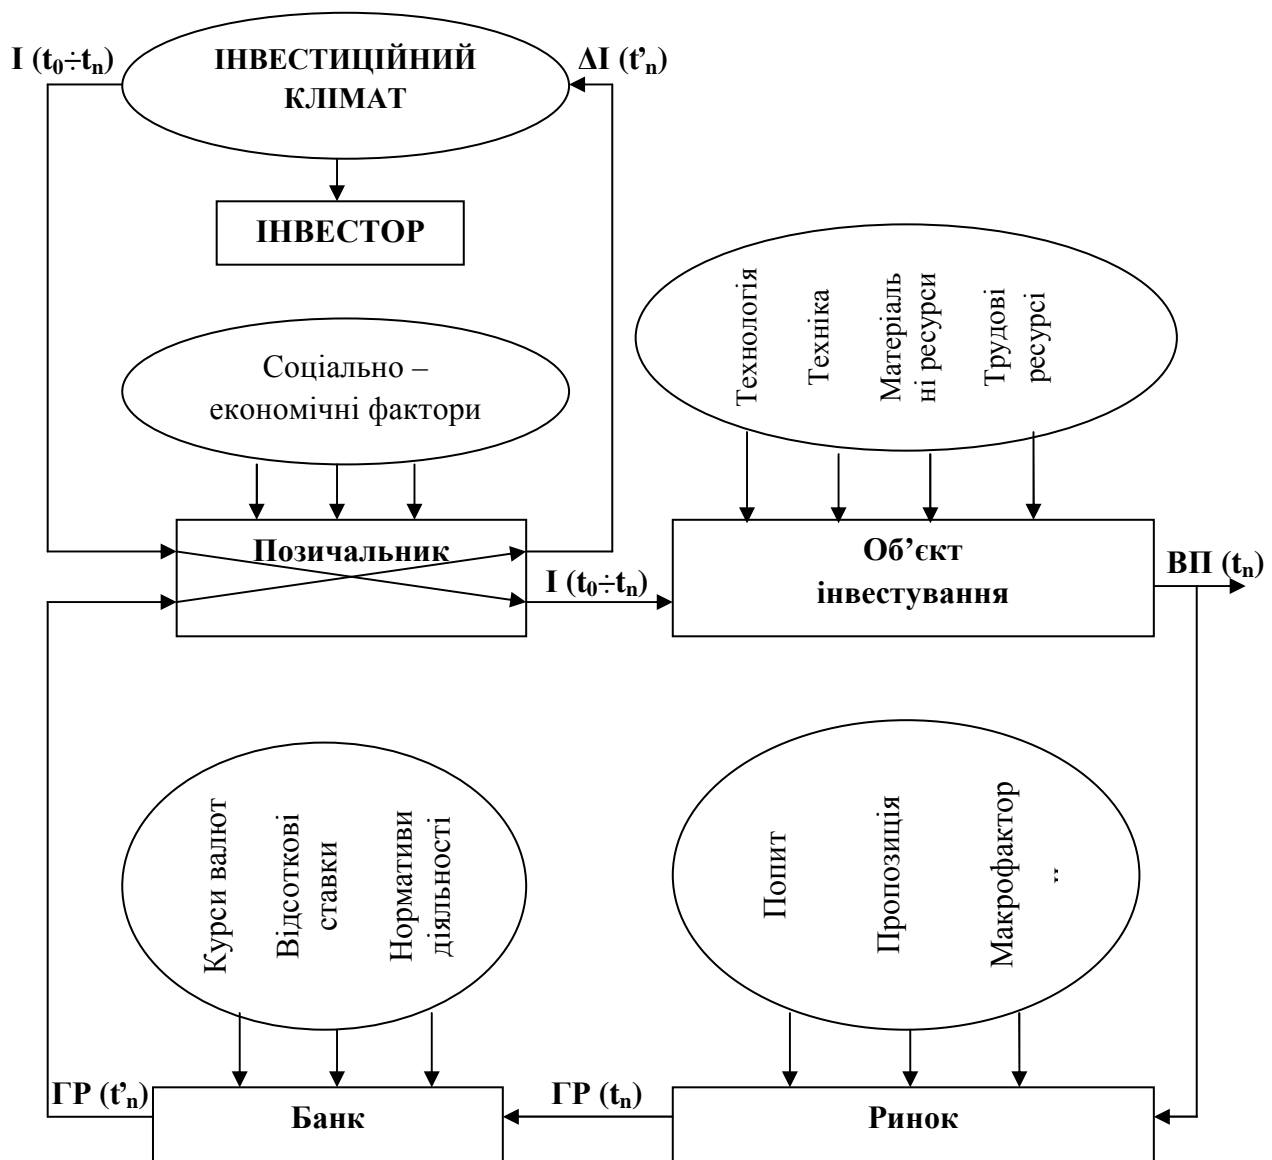 I (t₀÷tₙ)
ІНВЕСТИЦІЙНИЙ
КЛІМАТ
ΔI (t’ₙ)
ІНВЕСТОР
Соціально –
економічні фактори
Технологія
Техніка
Матеріаль
ні ресурси
Трудові
ресурсі
Позичальник
I (t₀÷tₙ)
Об’єкт
інвестування
ВП (tₙ)
Курси валют
Відсоткові
ставки
Нормативи
діяльності
Попит
Пропозиція
Макрофактор
ГР (t’ₙ)
Банк
ГР (tₙ)
Ринок